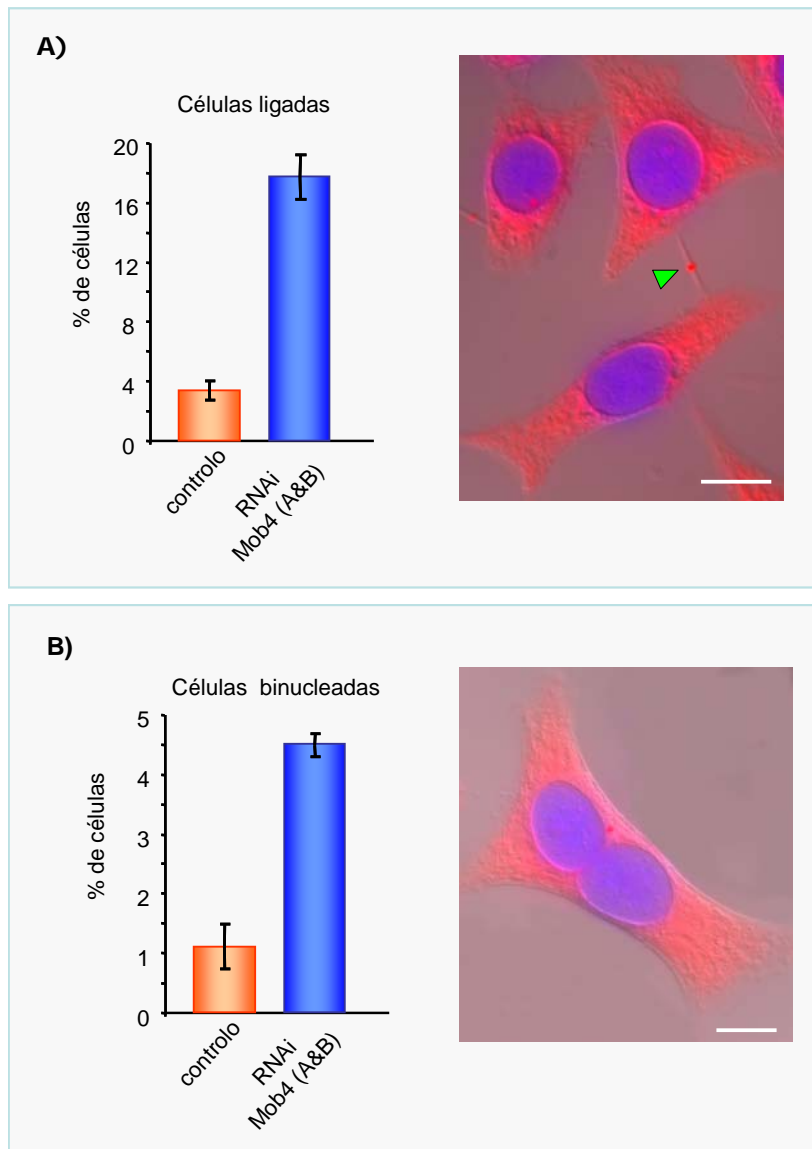 A)
Células ligadas
% de células
20
16
12
8
4
0
controlo
RNAi
Mob4 (A&B)
B)
Células binucleadas
% de células
5
4
3
2
1
0
controlo
RNAi
Mob4 (A&B)